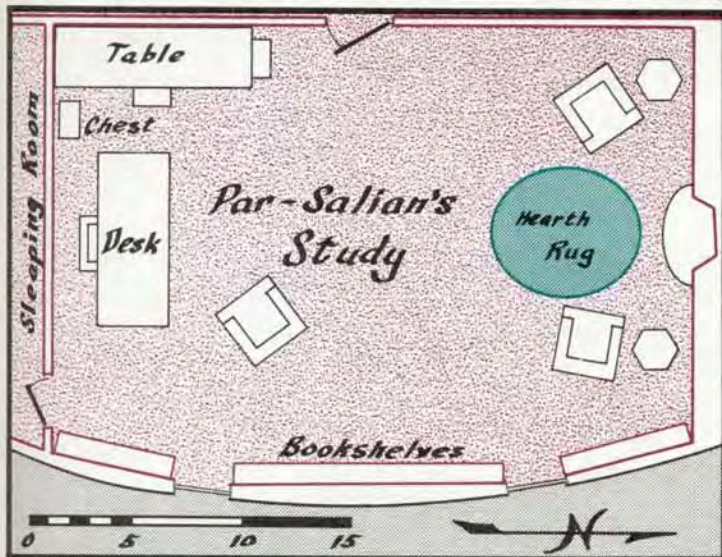 Table
Chest
Sleeping Room
Desk
Par-Salian's
Study
Hearth
Rug
Bookshelves
0 5 10 15
N